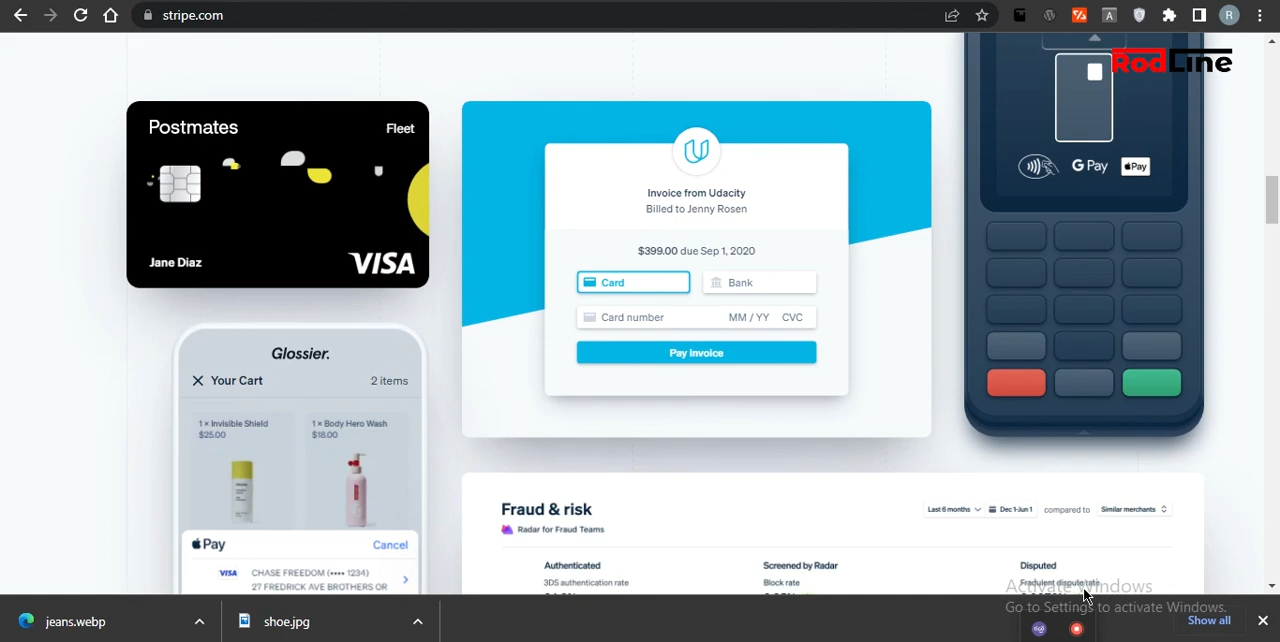 stripe.com
A
R
RodLine
Postmates
Fleet
Jane Diaz
VISA
Invoice from Udacity
Billed to Jenny Rosen
$399.00 due Sep 1, 2020
Card
Bank
Card number MM / YY CVC
Pay invoice
G Pay
Pay
Glossier.
Your Cart 2 items
1 × Invisible Shield
$25.00
1 × Body Hero Wash
$18.00
Pay Cancel
VISA CHASE FREEDOM (•••• 1234)
27 FREDRICK AVE BROTHERS OR
Fraud & risk
Radar for Fraud Teams
Last 6 months Dec 1-Jun 1 compared to Similar merchants
Authenticated
3DS authentication rate
Screened by Radar
Block rate
Disputed
Fradulent dispute rate
Activate Windows
Go to Settings to activate Windows.
jeans.webp
shoe.jpg
Show all